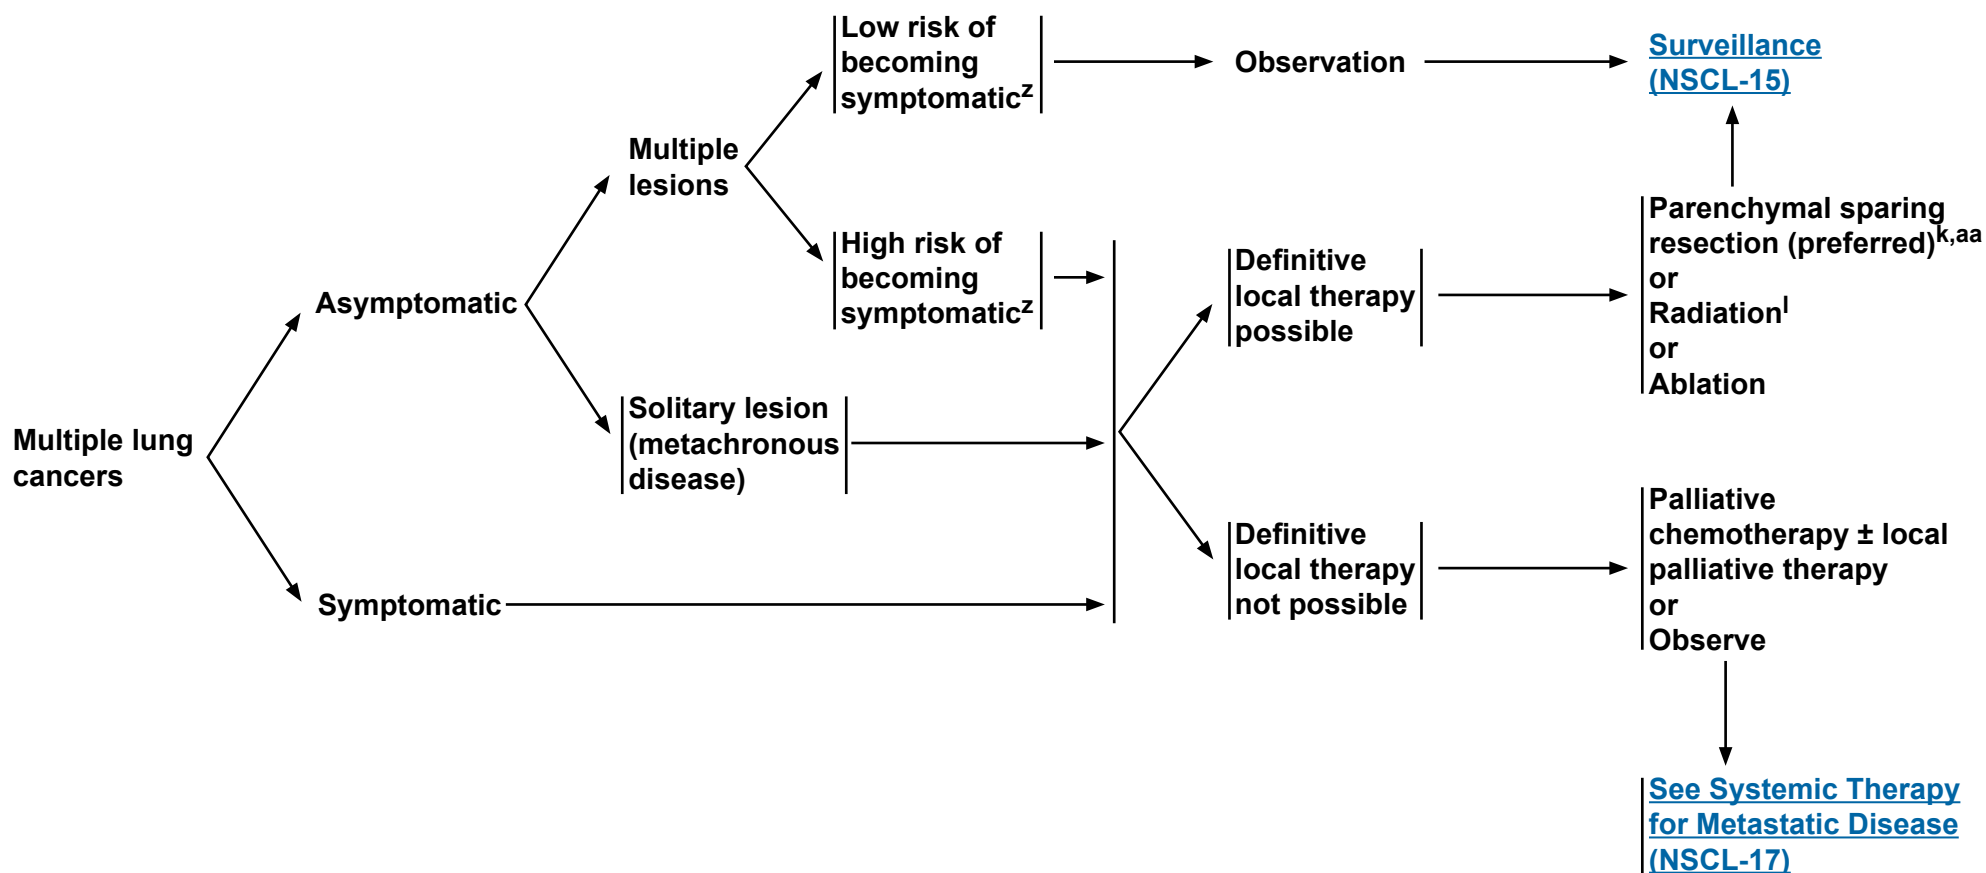 Multiple lung
cancers
Asymptomatic
Symptomatic
Multiple
lesions
Solitary lesion
(metachronous
disease)
Low risk of
becoming
symptomaticᶻ
High risk of
becoming
symptomaticᶻ
Observation
Definitive
local therapy
possible
Definitive
local therapy
not possible
Surveillance
(NSCL-15)
Parenchymal sparing
resection (preferred)ᵏ,ᵃᵃ
or
Radiationˡ
or
Ablation
Palliative
chemotherapy ± local
palliative therapy
or
Observe
See Systemic Therapy
for Metastatic Disease
(NSCL-17)